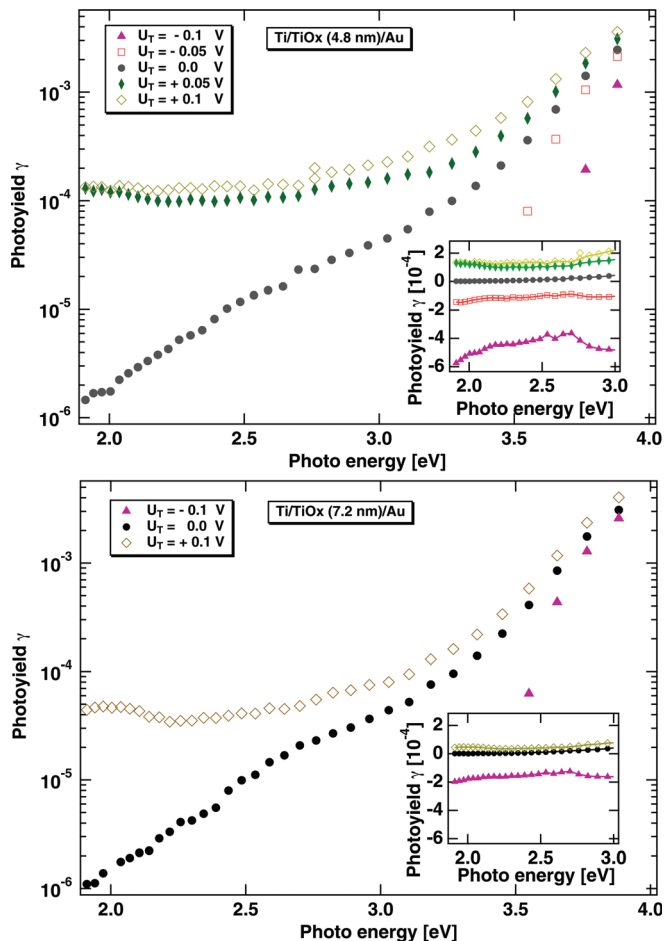 Ti/TiOx (4.8 nm)/Au
U_T = - 0.1 V
U_T = - 0.05 V
U_T = 0.0 V
U_T = + 0.05 V
U_T = + 0.1 V
Photoyield γ
10^-3
10^-4
10^-5
10^-6
2.0 2.5 3.0 3.5 4.0
Photo energy [eV]
Photoyield γ [10^-4]
2
0
-2
-4
-6
2.0 2.5 3.0
Photo energy [eV]
Ti/TiOx (7.2 nm)/Au
U_T = - 0.1 V
U_T = 0.0 V
U_T = + 0.1 V
Photoyield γ
10^-3
10^-4
10^-5
10^-6
2.0 2.5 3.0 3.5 4.0
Photo energy [eV]
Photoyield γ [10^-4]
2
0
-2
-4
-6
2.0 2.5 3.0
Photo energy [eV]